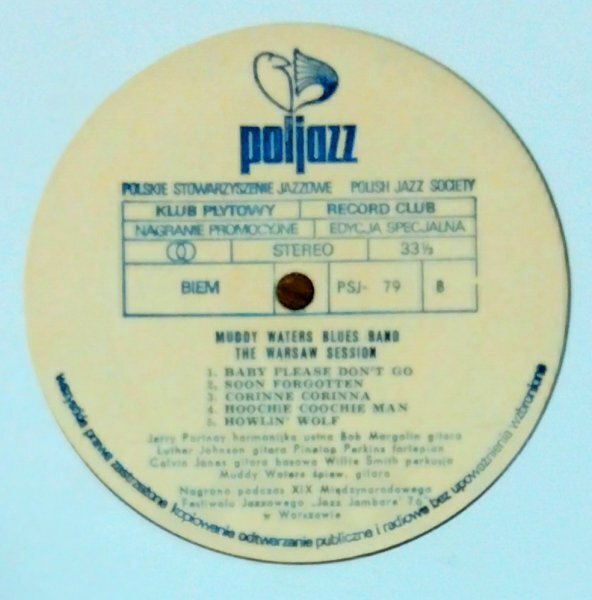 poljazz
POLSKIE STOWARZYSZENIE JAZZOWE POLISH JAZZ SOCIETY
KLUB PŁYTOWY RECORD CLUB
NAGRANIE PROMOCYJNE EDYCJA SPECJALNA
STEREO 33⅓
BIEM PSJ- 79 B
MUDDY WATERS BLUES BAND
THE WARSAW SESSION
1. BABY PLEASE DON'T GO
2. SOON FORGOTTEN
3. CORINNE CORINNA
4. HOOCHIE COOCHIE MAN
5. HOWLIN' WOLF
Jerry Portnoy harmonijka ustna Bob Margolin gitara
Luther Johnson gitara Pinetop Perkins fortepian
Calvin Jones gitara basowa Willie Smith perkusja
Muddy Waters śpiew, gitara
Nagrano podczas XIX Międzynarodowego
Festiwalu Jazzowego „Jazz Jambore '76"
w Warszawie
wszystkie prawa zastrzeżone kopiowanie odtwarzanie publiczne i radiowe bez upoważnienia wzbronione